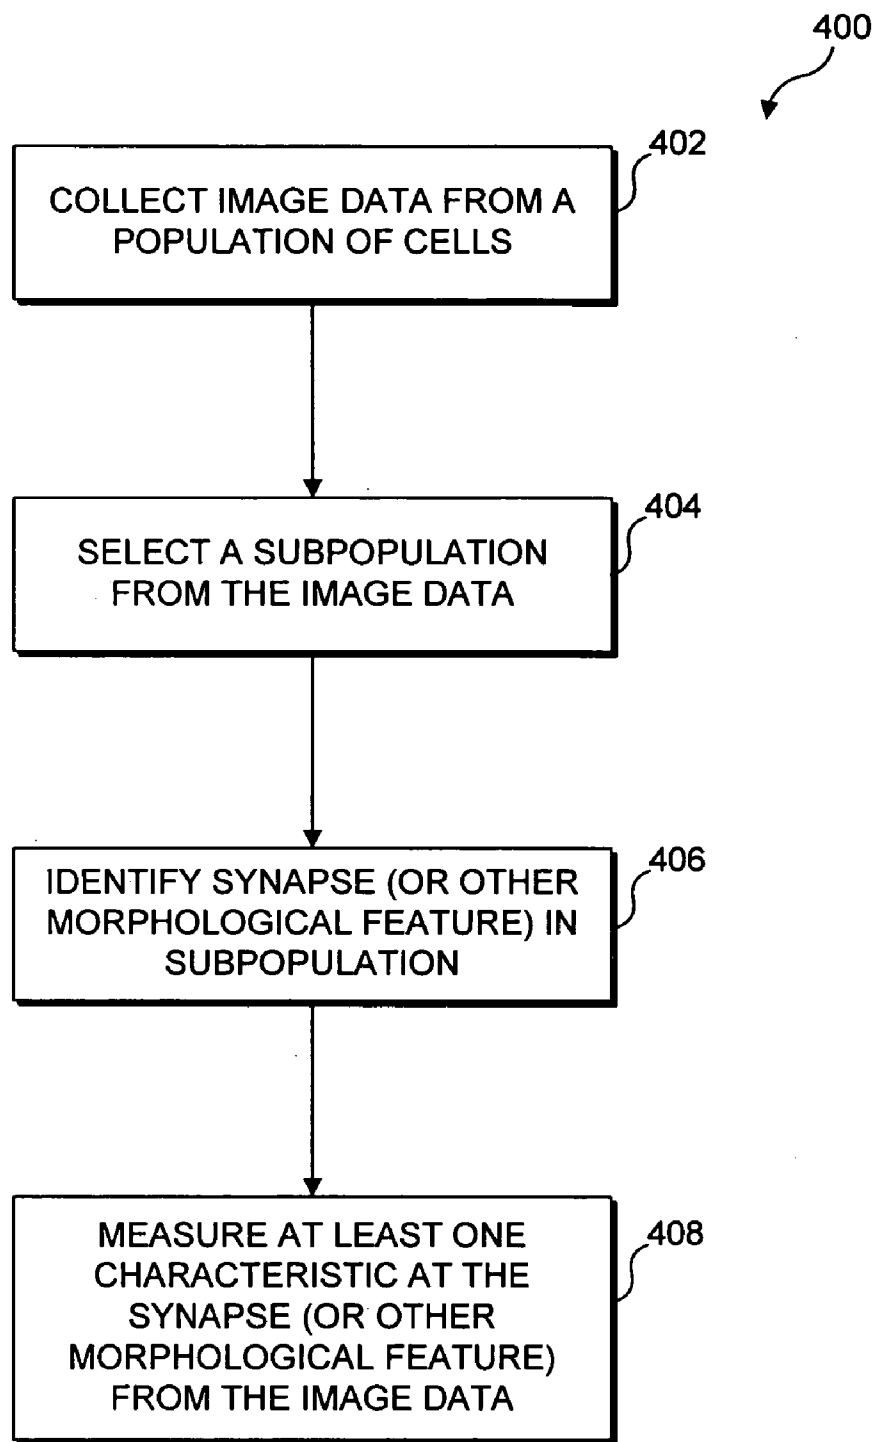 400
402
COLLECT IMAGE DATA FROM A
POPULATION OF CELLS
404
SELECT A SUBPOPULATION
FROM THE IMAGE DATA
406
IDENTIFY SYNAPSE (OR OTHER
MORPHOLOGICAL FEATURE) IN
SUBPOPULATION
408
MEASURE AT LEAST ONE
CHARACTERISTIC AT THE
SYNAPSE (OR OTHER
MORPHOLOGICAL FEATURE)
FROM THE IMAGE DATA